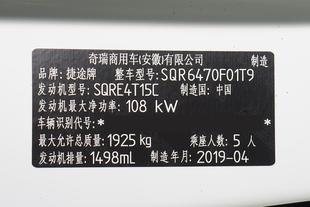 奇瑞商用车(安徽)有限公司 制造
品牌：捷途牌 整车型号：SQR6470F01T9
发动机型号：SQRE4T15C 制造国：中国
发动机最大净功率：108 kW
车辆识别代号：* *
最大允许总质量：1925 kg 乘座人数：5 人
发动机排量：1498mL 制造年月：2019-04